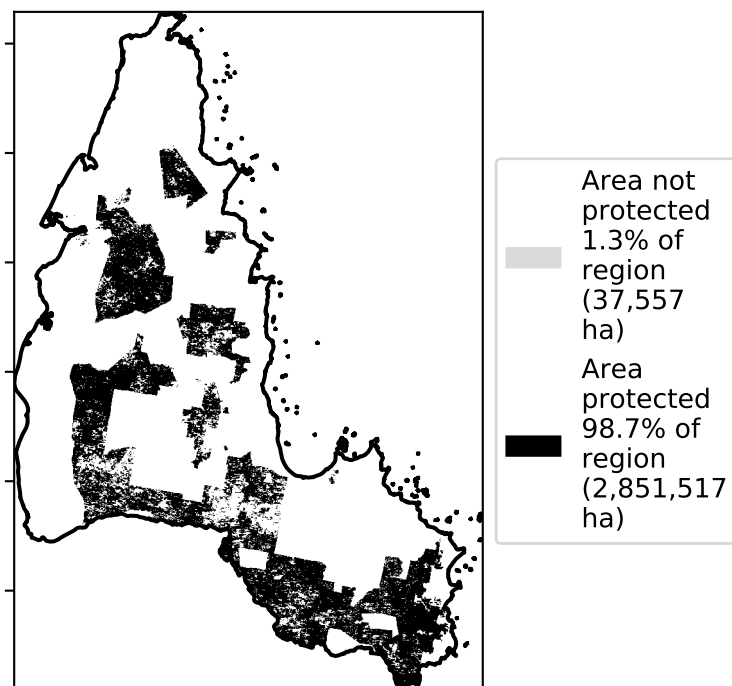 Area not
protected
1.3% of
region
(37,557
ha)
Area
protected
98.7% of
region
(2,851,517
ha)